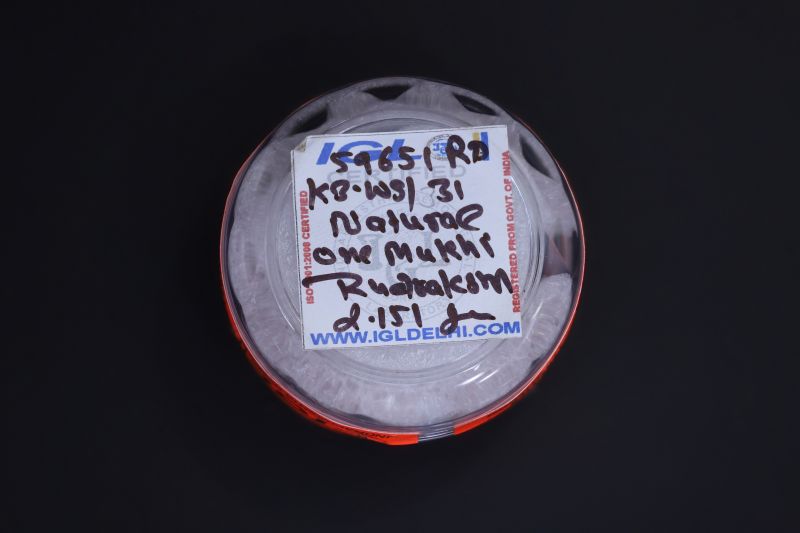 IGL
CERTIFIED
59651 RD
KB-WS/31
Natural
one Mukhi
2.151
WWW.IGLDELHI.COM
ISO 9001:2008 CERTIFIED
REGISTERED FROM GOVT. OF INDIA